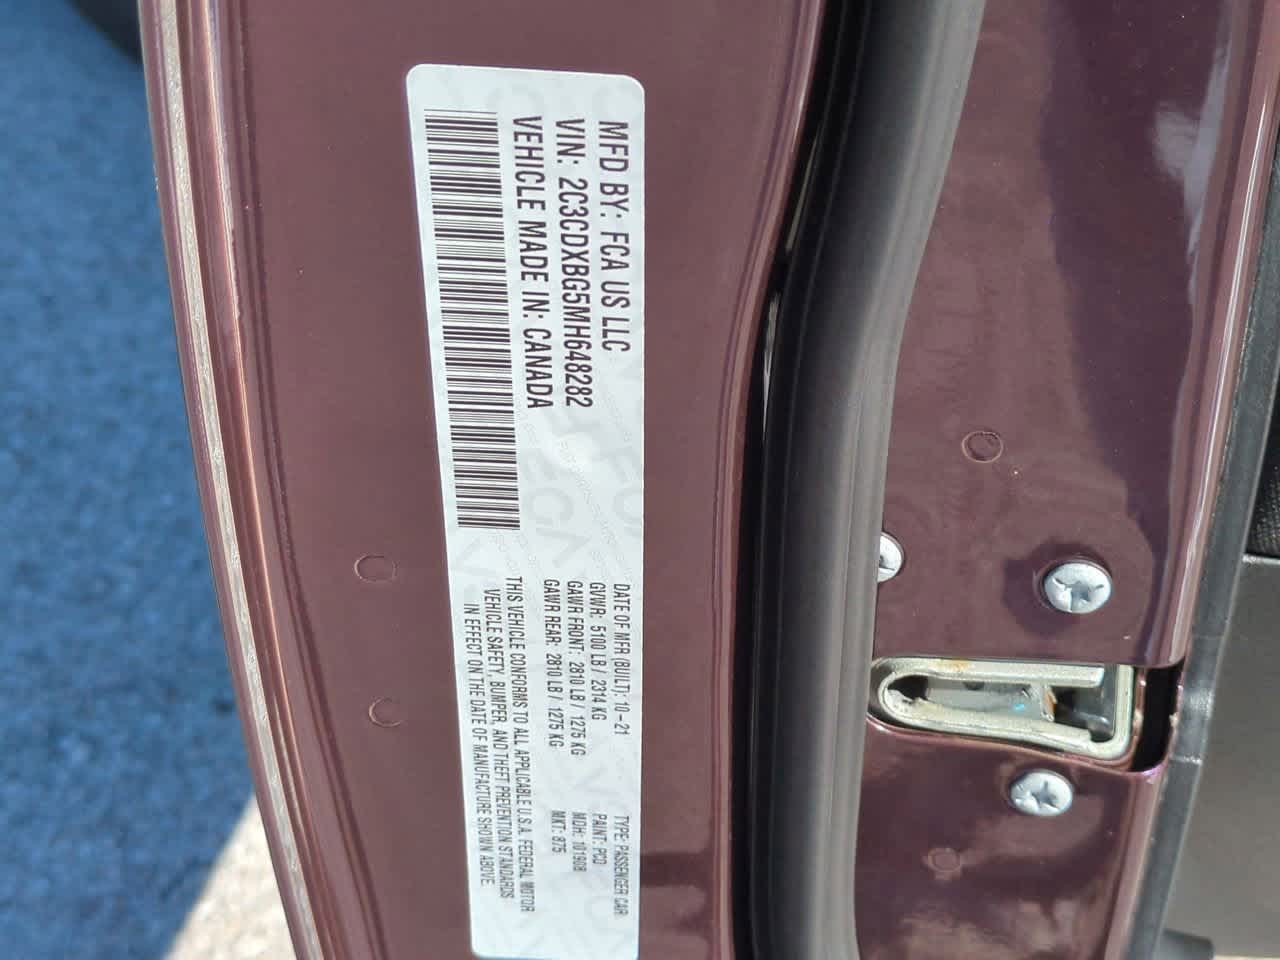 MFD BY: FCA US LLC
VIN: 2C3CDXBG5MH648282
VEHICLE MADE IN: CANADA
DATE OF MFR (BUILT): 10-21
GVWR: 5100 LB / 2314 KG
GAWR FRONT: 2810 LB / 1275 KG
GAWR REAR: 2810 LB / 1275 KG
TYPE: PASSENGER CAR
PAINT: PCD
MDH: 101908
MKT: 875
THIS VEHICLE CONFORMS TO ALL APPLICABLE U.S.A. FEDERAL MOTOR
VEHICLE SAFETY, BUMPER, AND THEFT PREVENTION STANDARDS
IN EFFECT ON THE DATE OF MANUFACTURE SHOWN ABOVE.